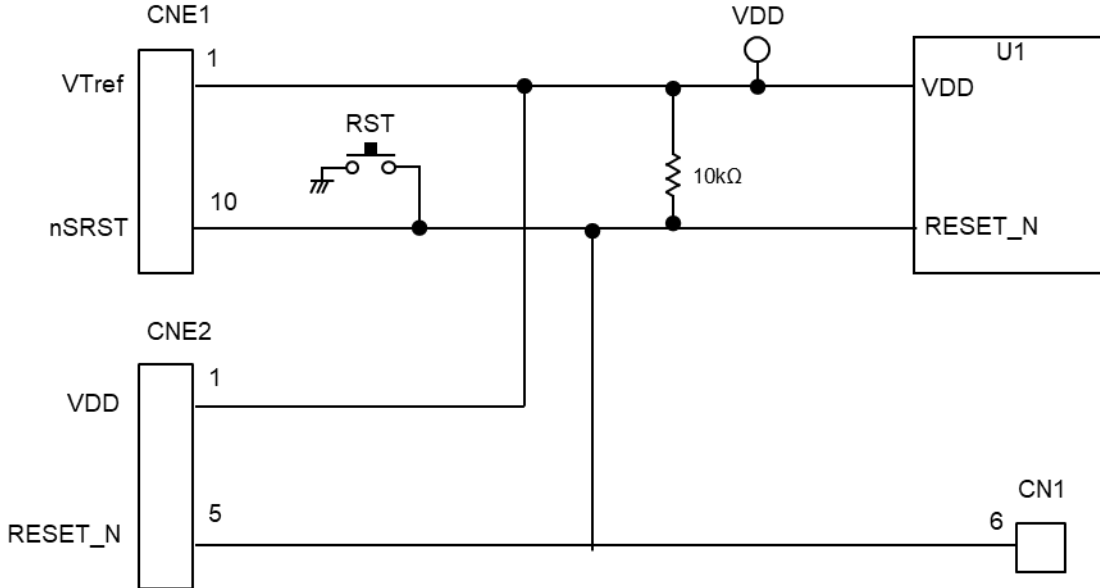 CNE1
VDD
1
U1
VTref
VDD
RST
10kΩ
10
nSRST
RESET_N
CNE2
1
VDD
CN1
5
6
RESET_N